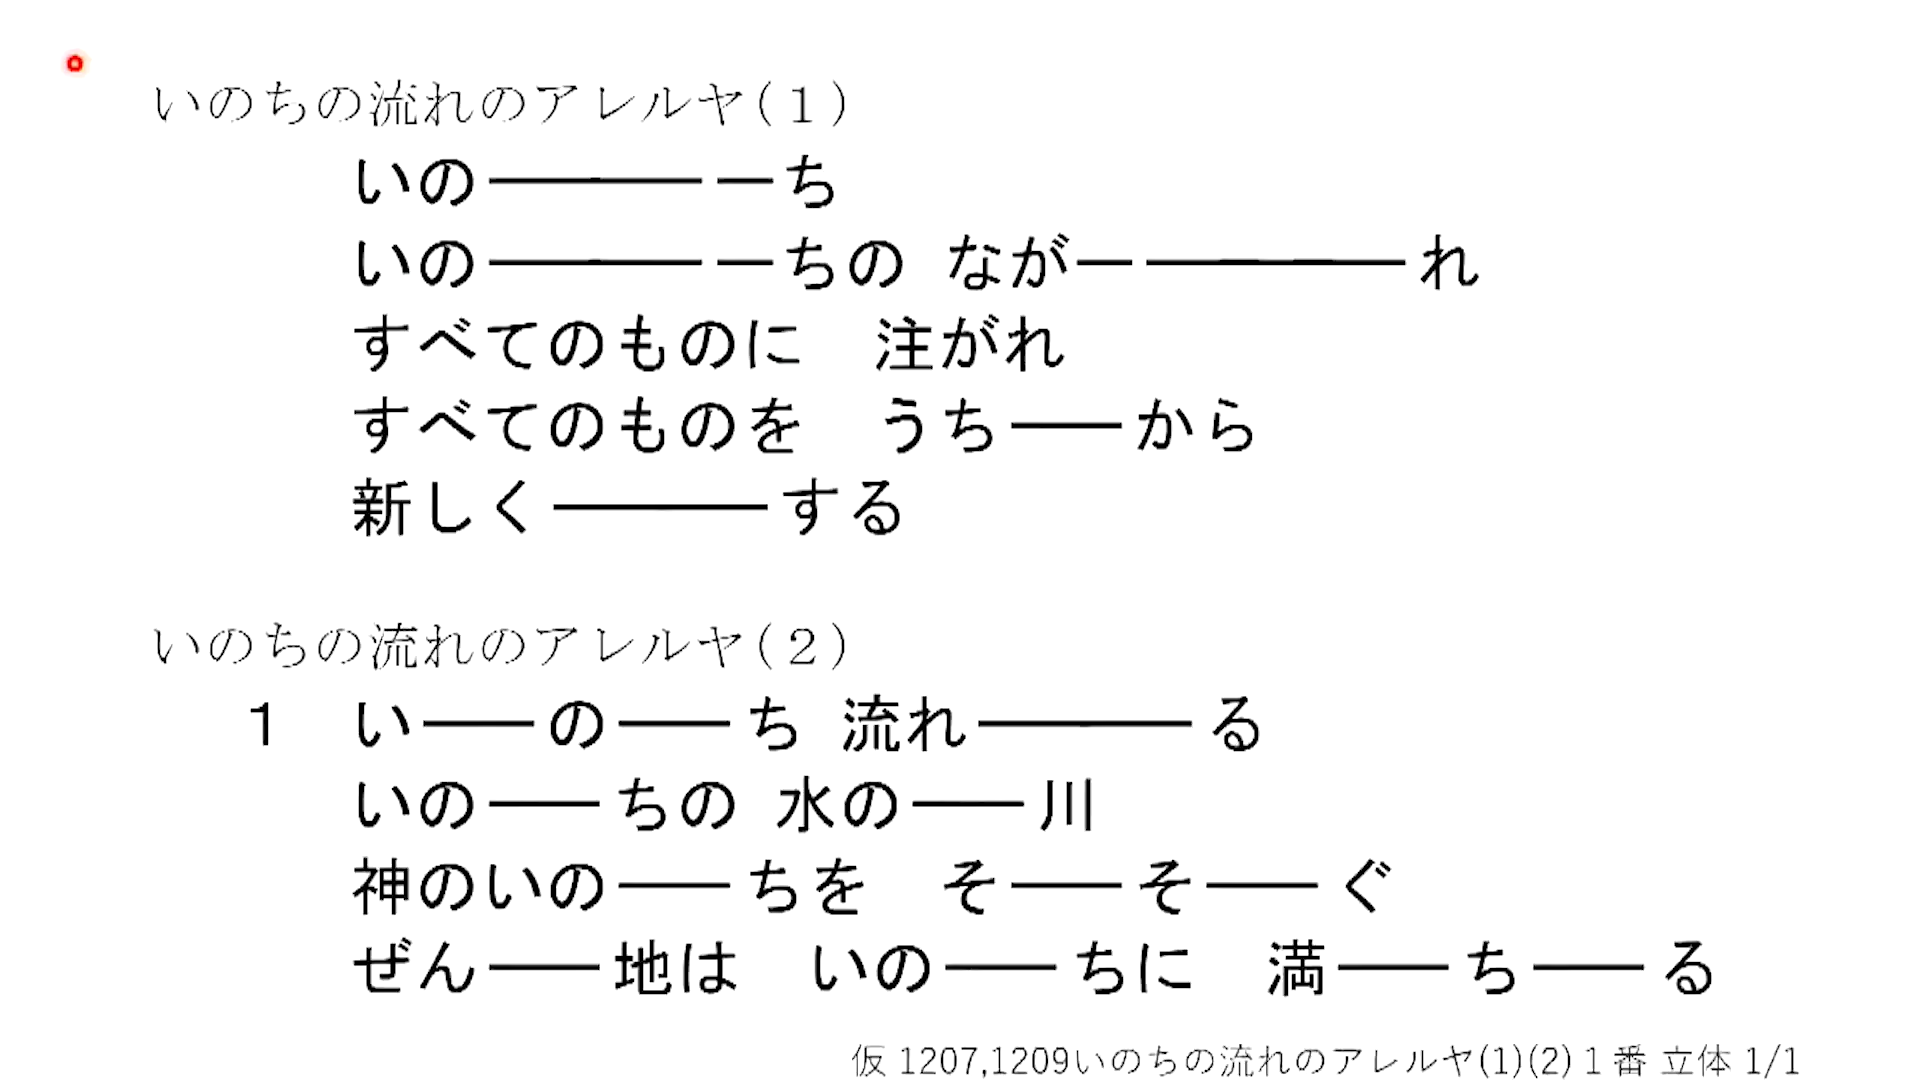 いのちの流れのアレルヤ(１)
いの─────ち
いの─────ちの なが─────れ
すべてのものに　注がれ
すべてのものを　うち──から
新しく────する
いのちの流れのアレルヤ(２)
１　い──の──ち 流れ────る
いの──ちの 水の──川
神のいの──ちを　そ──そ──ぐ
ぜん──地は　いの──ちに　満──ち──る
仮 1207,1209いのちの流れのアレルヤ(1)(2)１番 立体 1/1